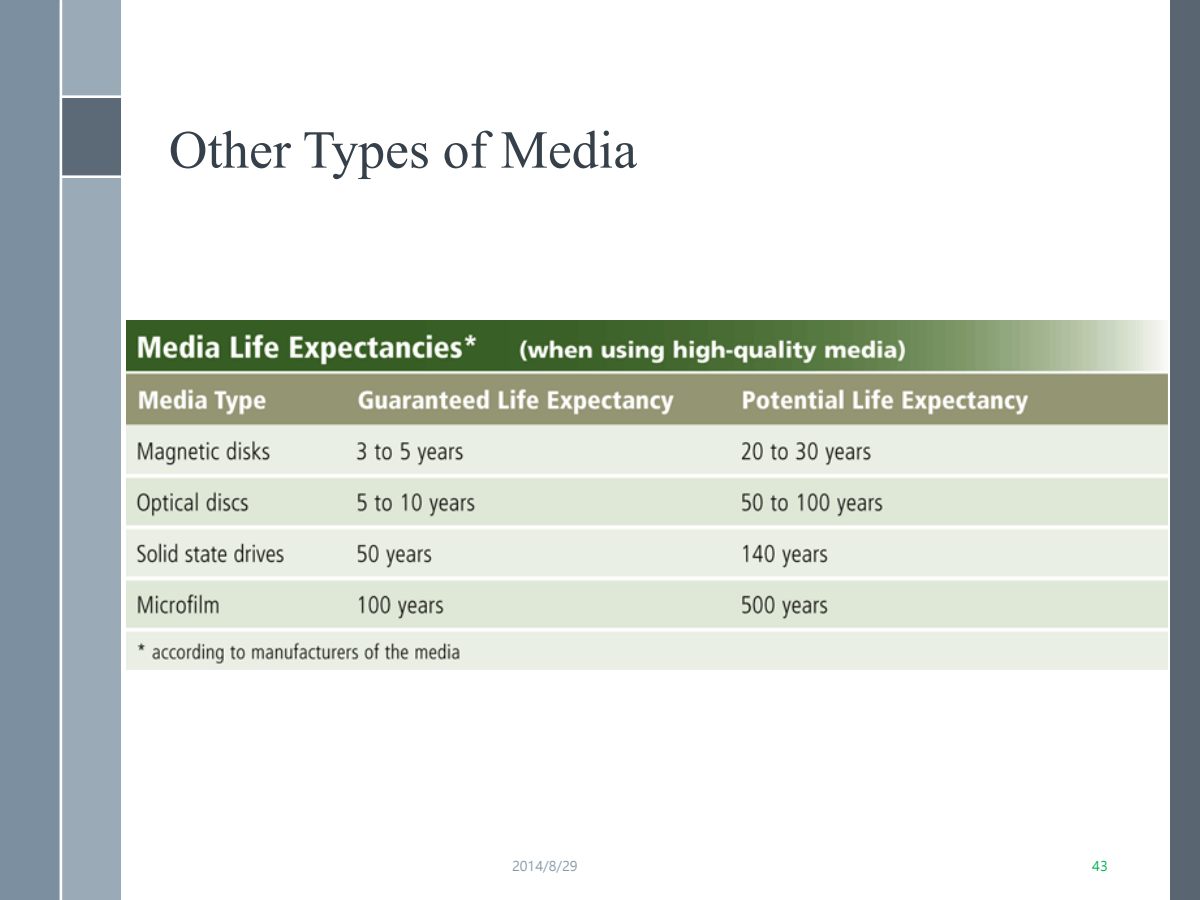 Other Types of Media
Media Life Expectancies* (when using high-quality media)
Media Type Guaranteed Life Expectancy Potential Life Expectancy
Magnetic disks 3 to 5 years 20 to 30 years
Optical discs 5 to 10 years 50 to 100 years
Solid state drives 50 years 140 years
Microfilm 100 years 500 years
* according to manufacturers of the media
2014/8/29 43